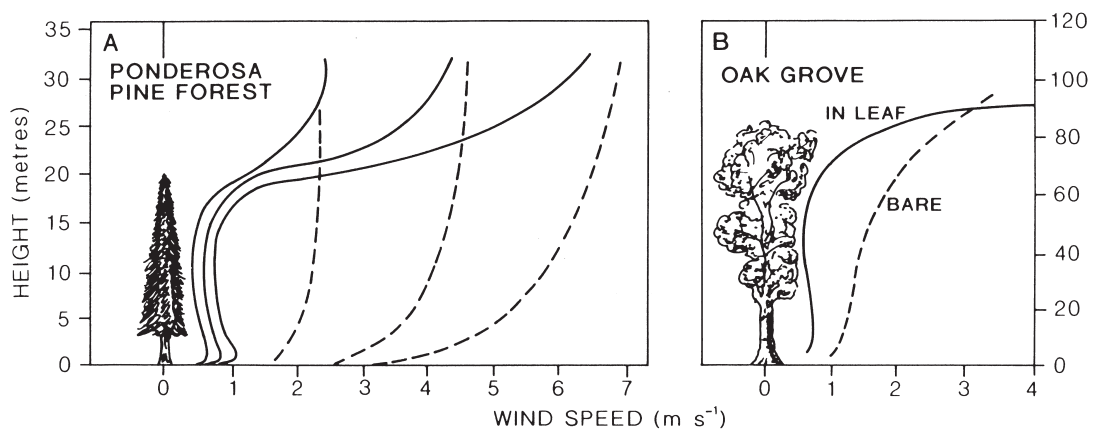 A
PONDEROSA
PINE FOREST
35
30
25
20
15
10
5
0
HEIGHT (metres)
0 1 2 3 4 5 6 7
B
OAK GROVE
IN LEAF
BARE
120
100
80
60
40
20
0
0 1 2 3 4
WIND SPEED (m s⁻¹)